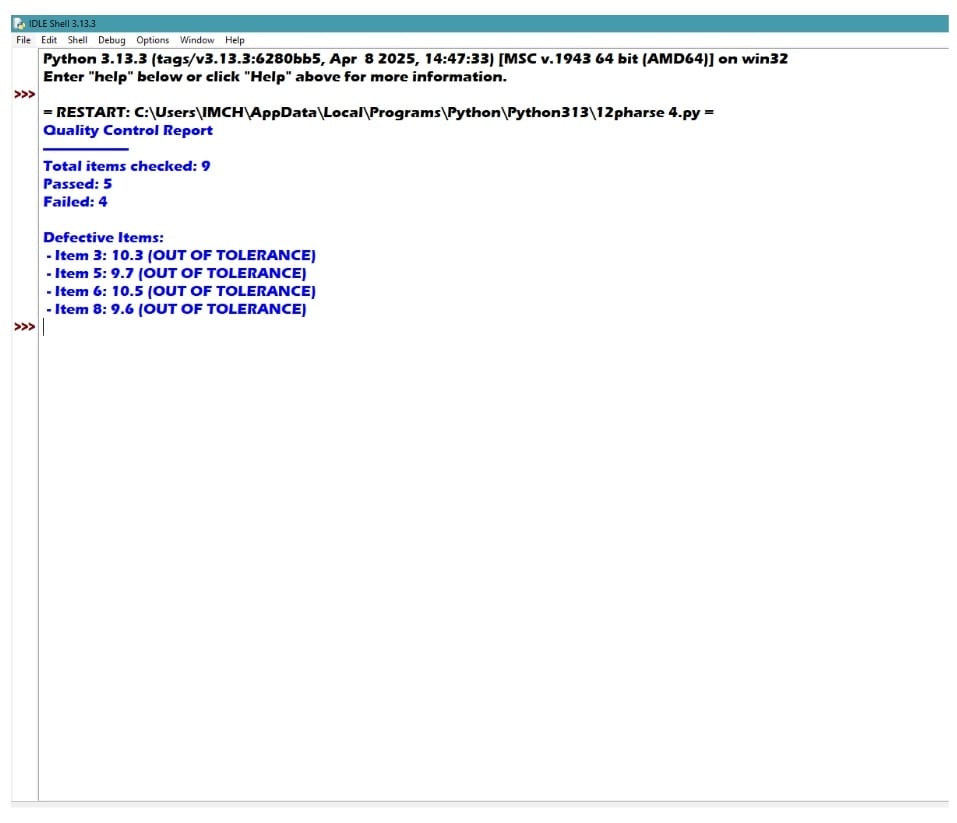 IDLE Shell 3.13.3
File Edit Shell Debug Options Window Help
Python 3.13.3 (tags/v3.13.3:6280bb5, Apr  8 2025, 14:47:33) [MSC v.1943 64 bit (AMD64)] on win32
Enter "help" below or click "Help" above for more information.
>>>
= RESTART: C:\Users\IMCH\AppData\Local\Programs\Python\Python313\12pharse 4.py =
Quality Control Report
Total items checked: 9
Passed: 5
Failed: 4
Defective Items:
- Item 3: 10.3 (OUT OF TOLERANCE)
- Item 5: 9.7 (OUT OF TOLERANCE)
- Item 6: 10.5 (OUT OF TOLERANCE)
- Item 8: 9.6 (OUT OF TOLERANCE)
>>>